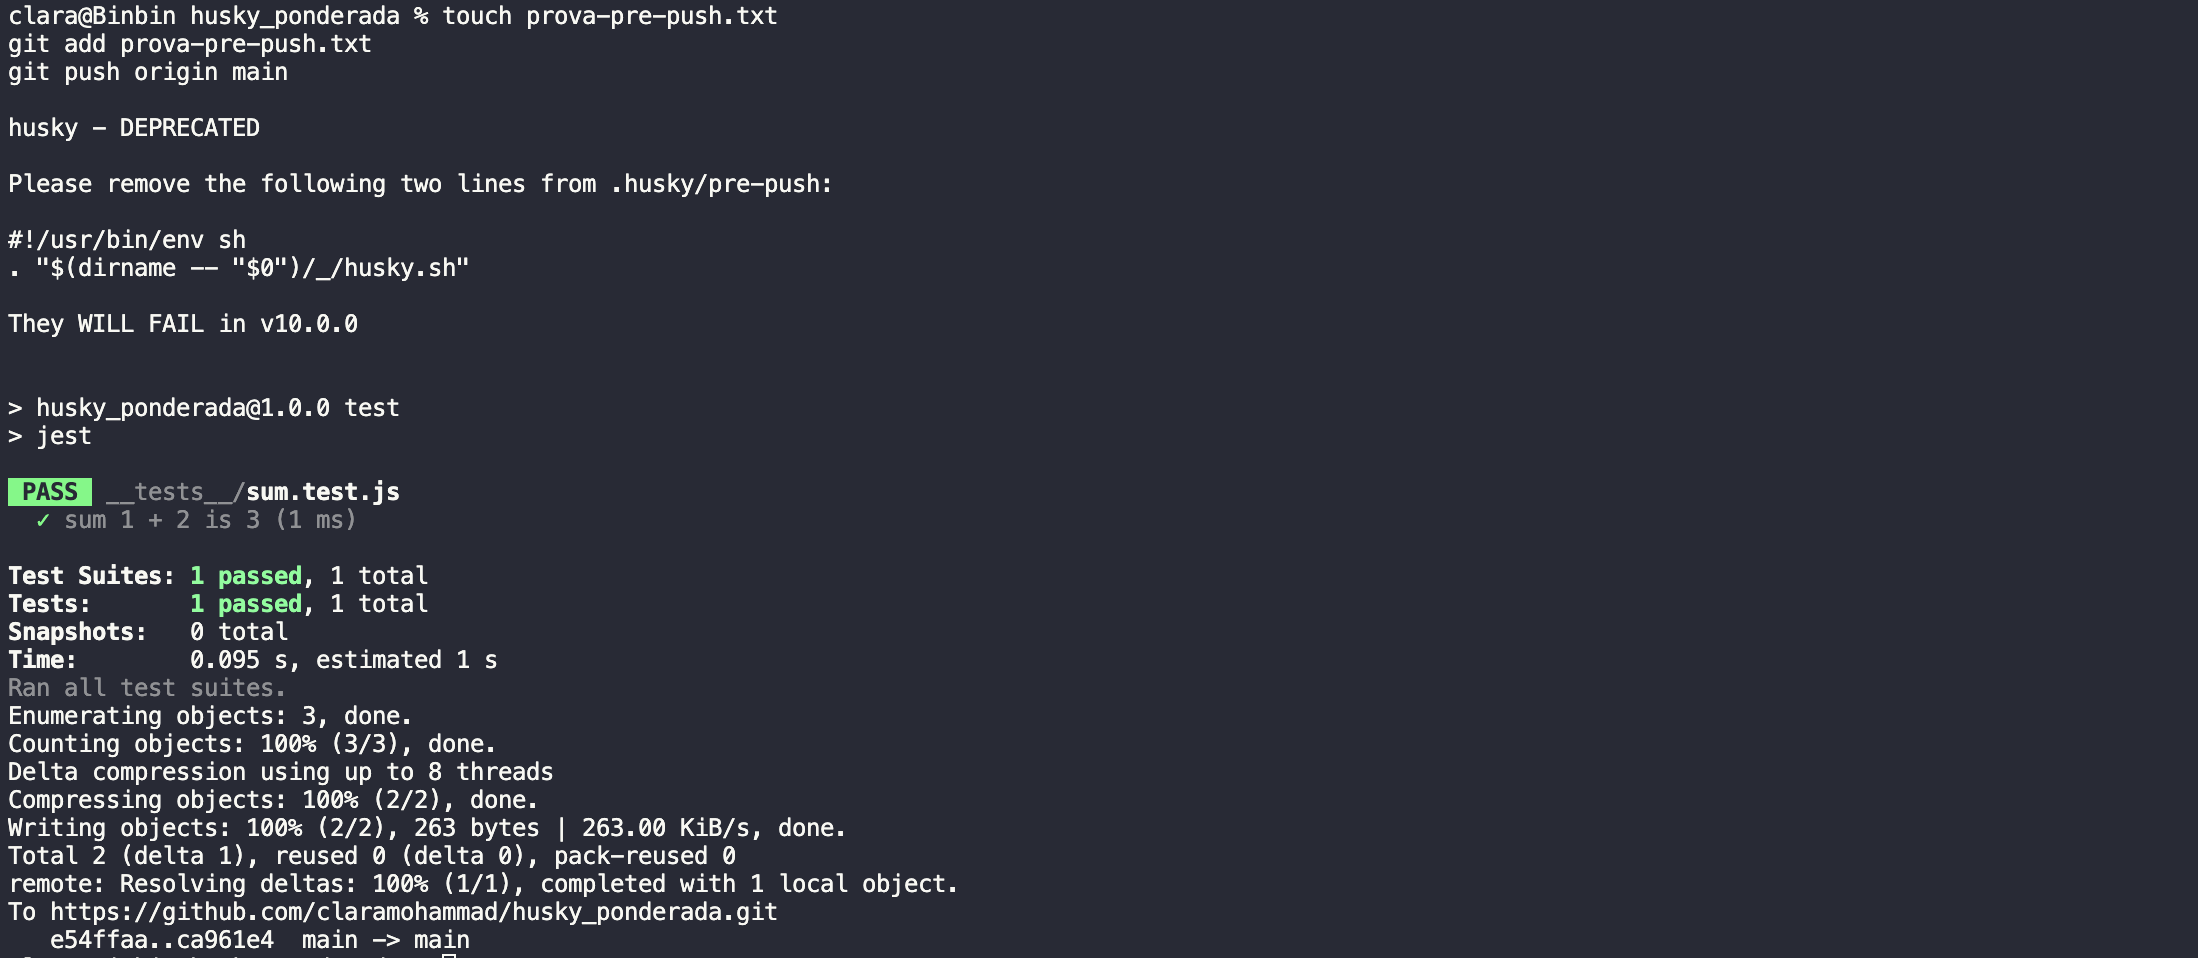 clara@Binbin husky_ponderada % touch prova-pre-push.txt
git add prova-pre-push.txt
git push origin main
husky - DEPRECATED
Please remove the following two lines from .husky/pre-push:
#!/usr/bin/env sh
. "$(dirname -- "$0")/_/husky.sh"
They WILL FAIL in v10.0.0
> husky_ponderada@1.0.0 test
> jest
PASS __tests__/sum.test.js
✓ sum 1 + 2 is 3 (1 ms)
Test Suites: 1 passed, 1 total
Tests: 1 passed, 1 total
Snapshots: 0 total
Time: 0.095 s, estimated 1 s
Ran all test suites.
Enumerating objects: 3, done.
Counting objects: 100% (3/3), done.
Delta compression using up to 8 threads
Compressing objects: 100% (2/2), done.
Writing objects: 100% (2/2), 263 bytes | 263.00 KiB/s, done.
Total 2 (delta 1), reused 0 (delta 0), pack-reused 0
remote: Resolving deltas: 100% (1/1), completed with 1 local object.
To https://github.com/claramohammad/husky_ponderada.git
e54ffaa..ca961e4 main -> main